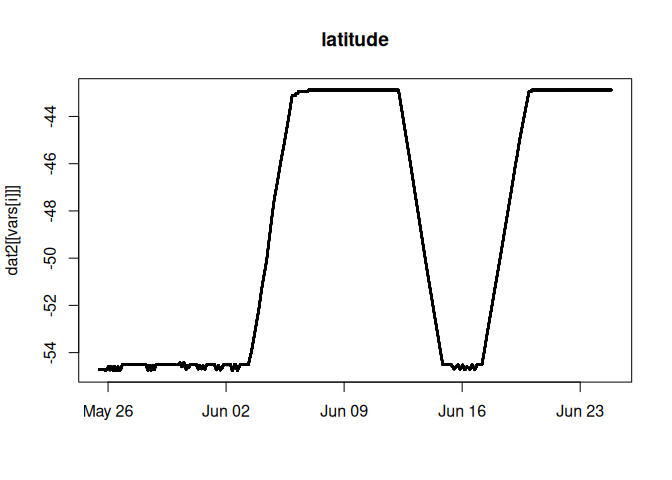 latitude
dat2[[vars[i]]]
-44
-46
-48
-50
-52
-54
May 26
Jun 02
Jun 09
Jun 16
Jun 23